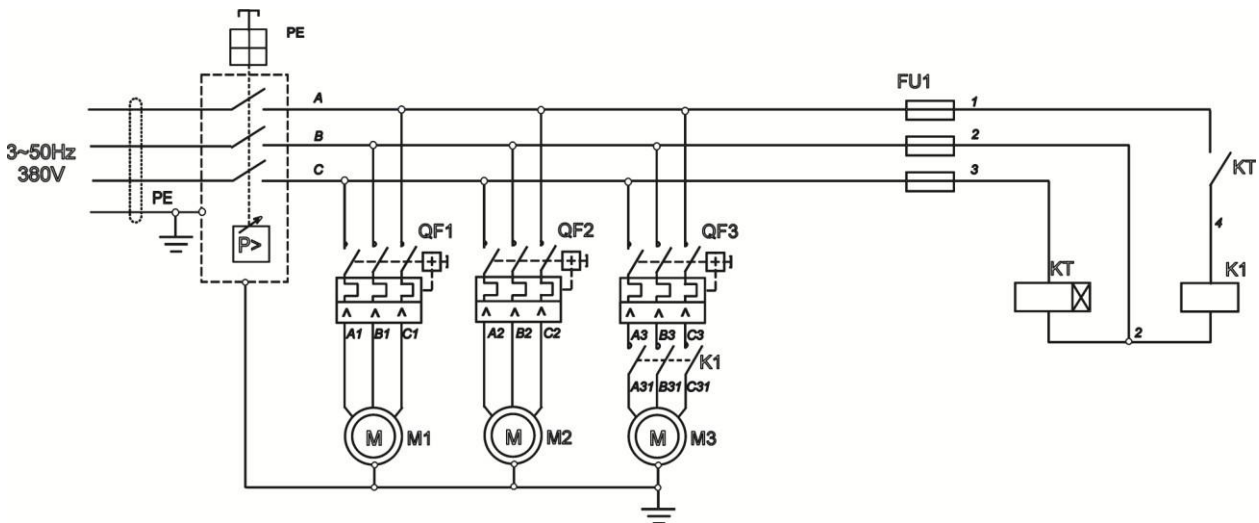 PE
A
FU1
1
B
2
3~50Hz
380V
C
3
KT
PE
4
P>
QF1
QF2
QF3
KT
K1
A1 B1 C1
A2 B2 C2
A3 B3 C3
2
K1
A31 B31 C31
M M1
M M2
M M3